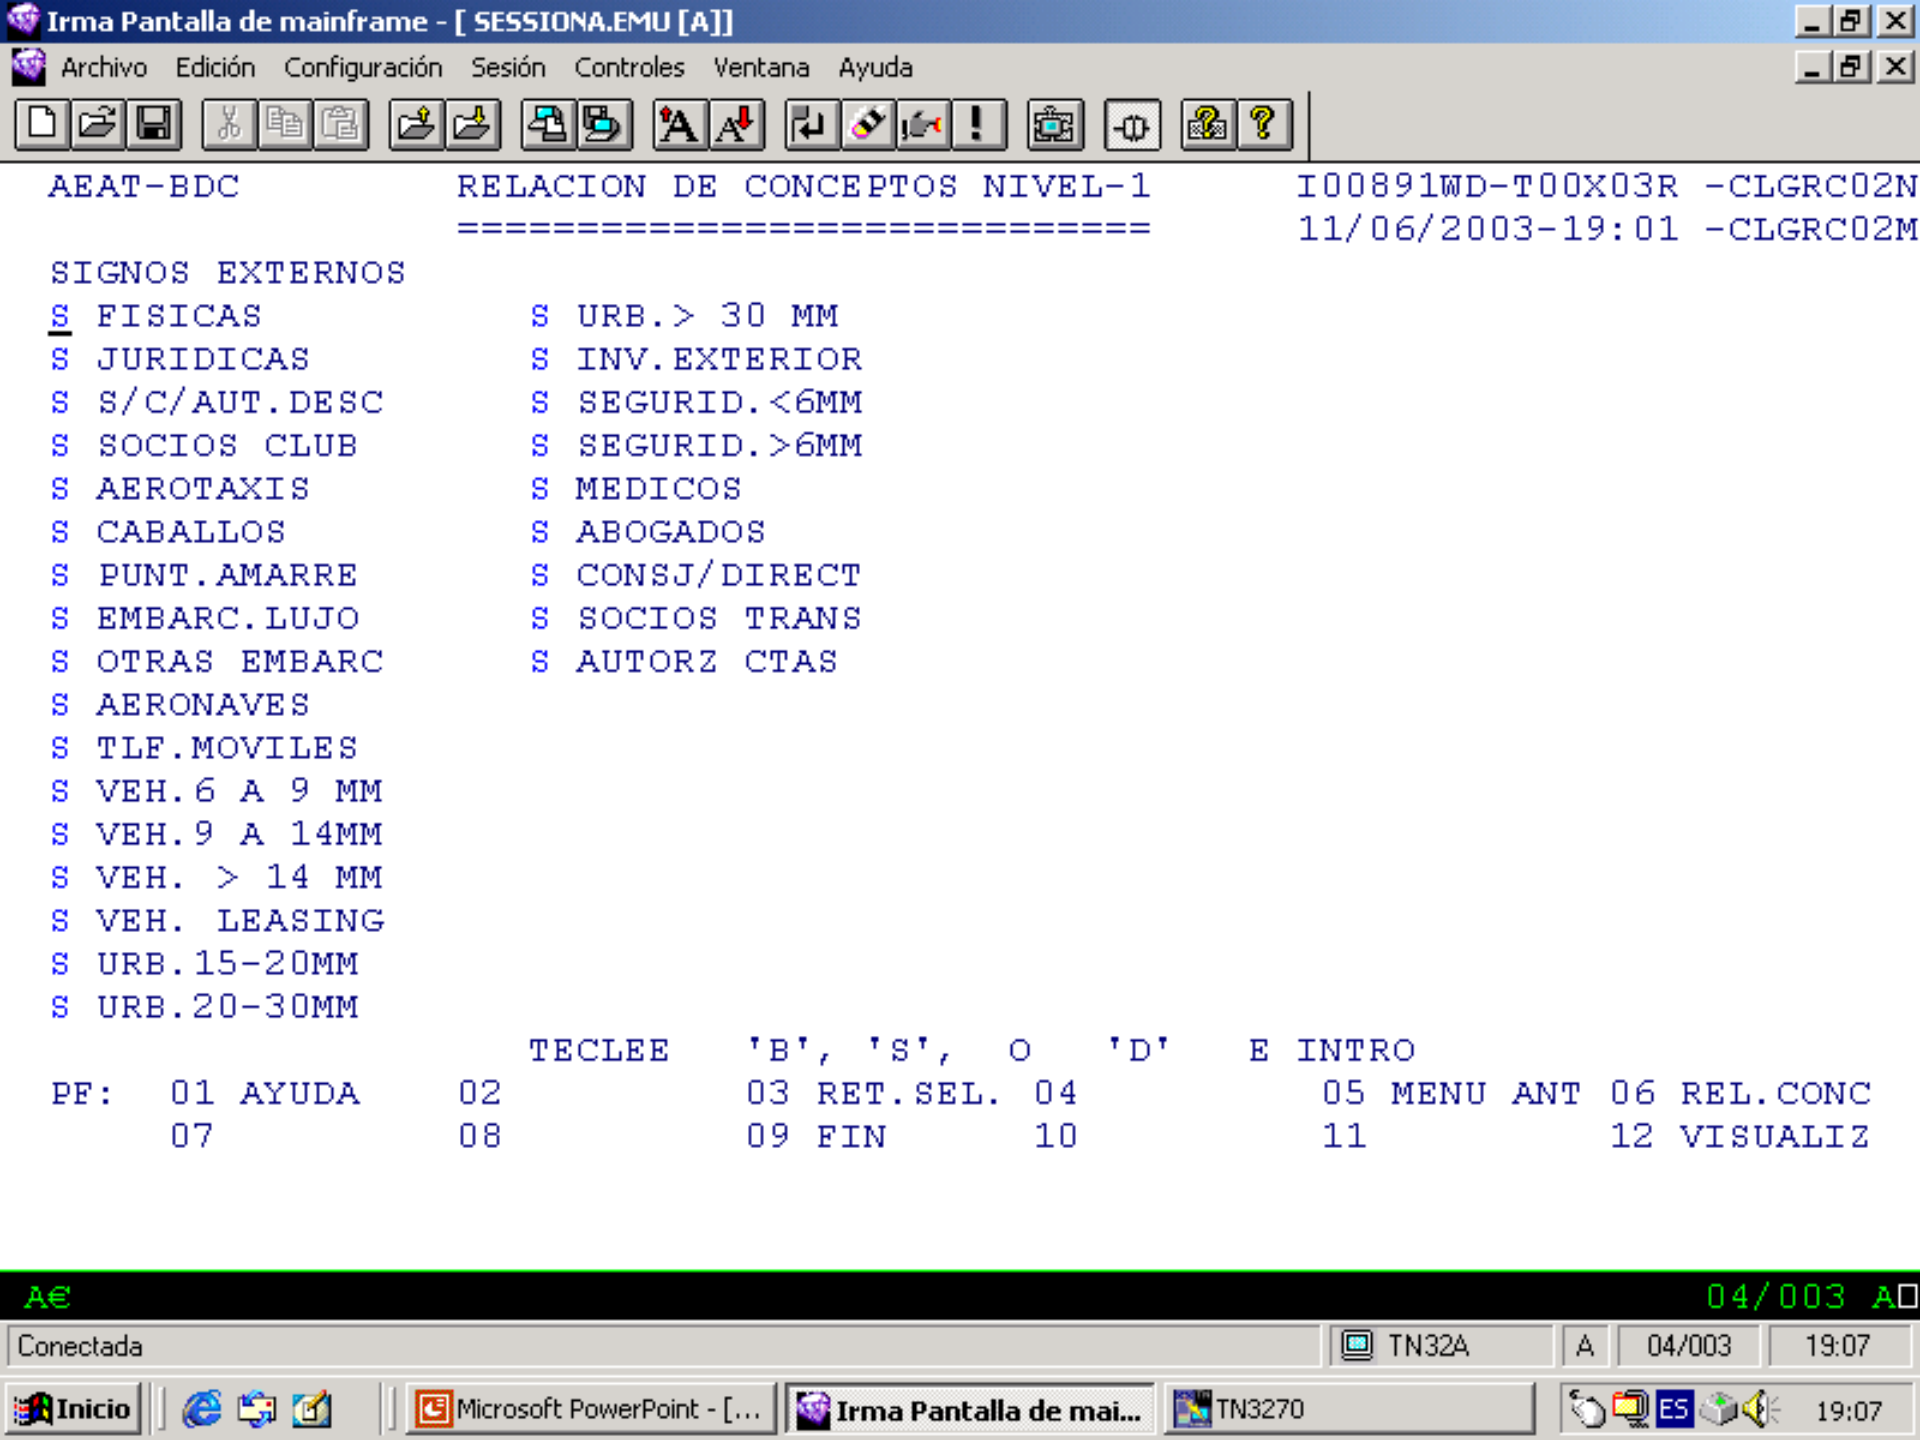 Irma Pantalla de mainframe - [ SESSIONA.EMU [A]]
Archivo Edición Configuración Sesión Controles Ventana Ayuda
AEAT-BDC RELACION DE CONCEPTOS NIVEL-1 I00891WD-T00X03R -CLGRC02N
============================= 11/06/2003-19:01 -CLGRC02M
SIGNOS EXTERNOS
S FISICAS S URB.> 30 MM
S JURIDICAS S INV.EXTERIOR
S S/C/AUT.DESC S SEGURID.<6MM
S SOCIOS CLUB S SEGURID.>6MM
S AEROTAXIS S MEDICOS
S CABALLOS S ABOGADOS
S PUNT.AMARRE S CONSJ/DIRECT
S EMBARC.LUJO S SOCIOS TRANS
S OTRAS EMBARC S AUTORZ CTAS
S AERONAVES
S TLF.MOVILES
S VEH.6 A 9 MM
S VEH.9 A 14MM
S VEH. > 14 MM
S VEH. LEASING
S URB.15-20MM
S URB.20-30MM
TECLEE 'B', 'S', O 'D' E INTRO
PF: 01 AYUDA 02 03 RET.SEL. 04 05 MENU ANT 06 REL.CONC
07 08 09 FIN 10 11 12 VISUALIZ
A€ 04/003 A
Conectada TN32A A 04/003 19:07
Inicio Microsoft PowerPoint - [... Irma Pantalla de mai... TN3270 ES 19:07